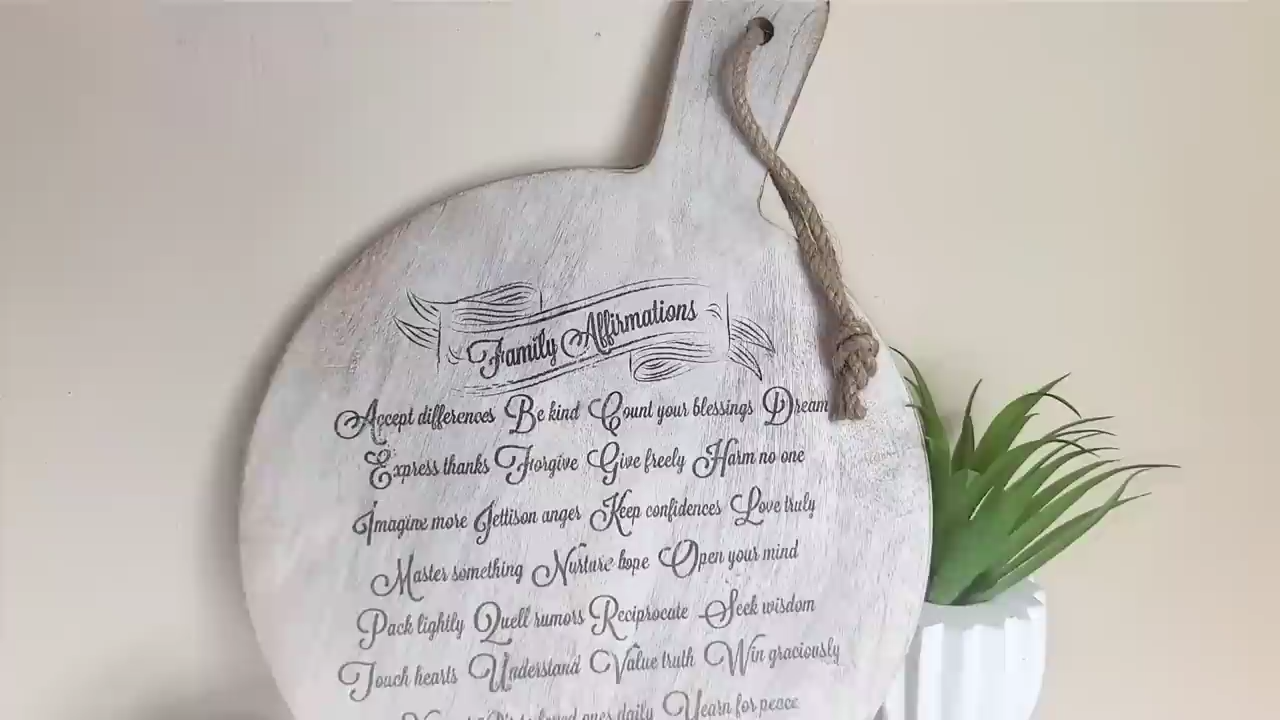 Family Affirmations
Accept differences Be kind Count your blessings Dream
Express thanks Forgive Give freely Harm no one
Imagine more Jettison anger Keep confidences Love truly
Master something Nurture hope Open your mind
Pack lightly Quell rumors Reciprocate Seek wisdom
Touch hearts Understand Value truth Win graciously
loved ones daily Yearn for peace